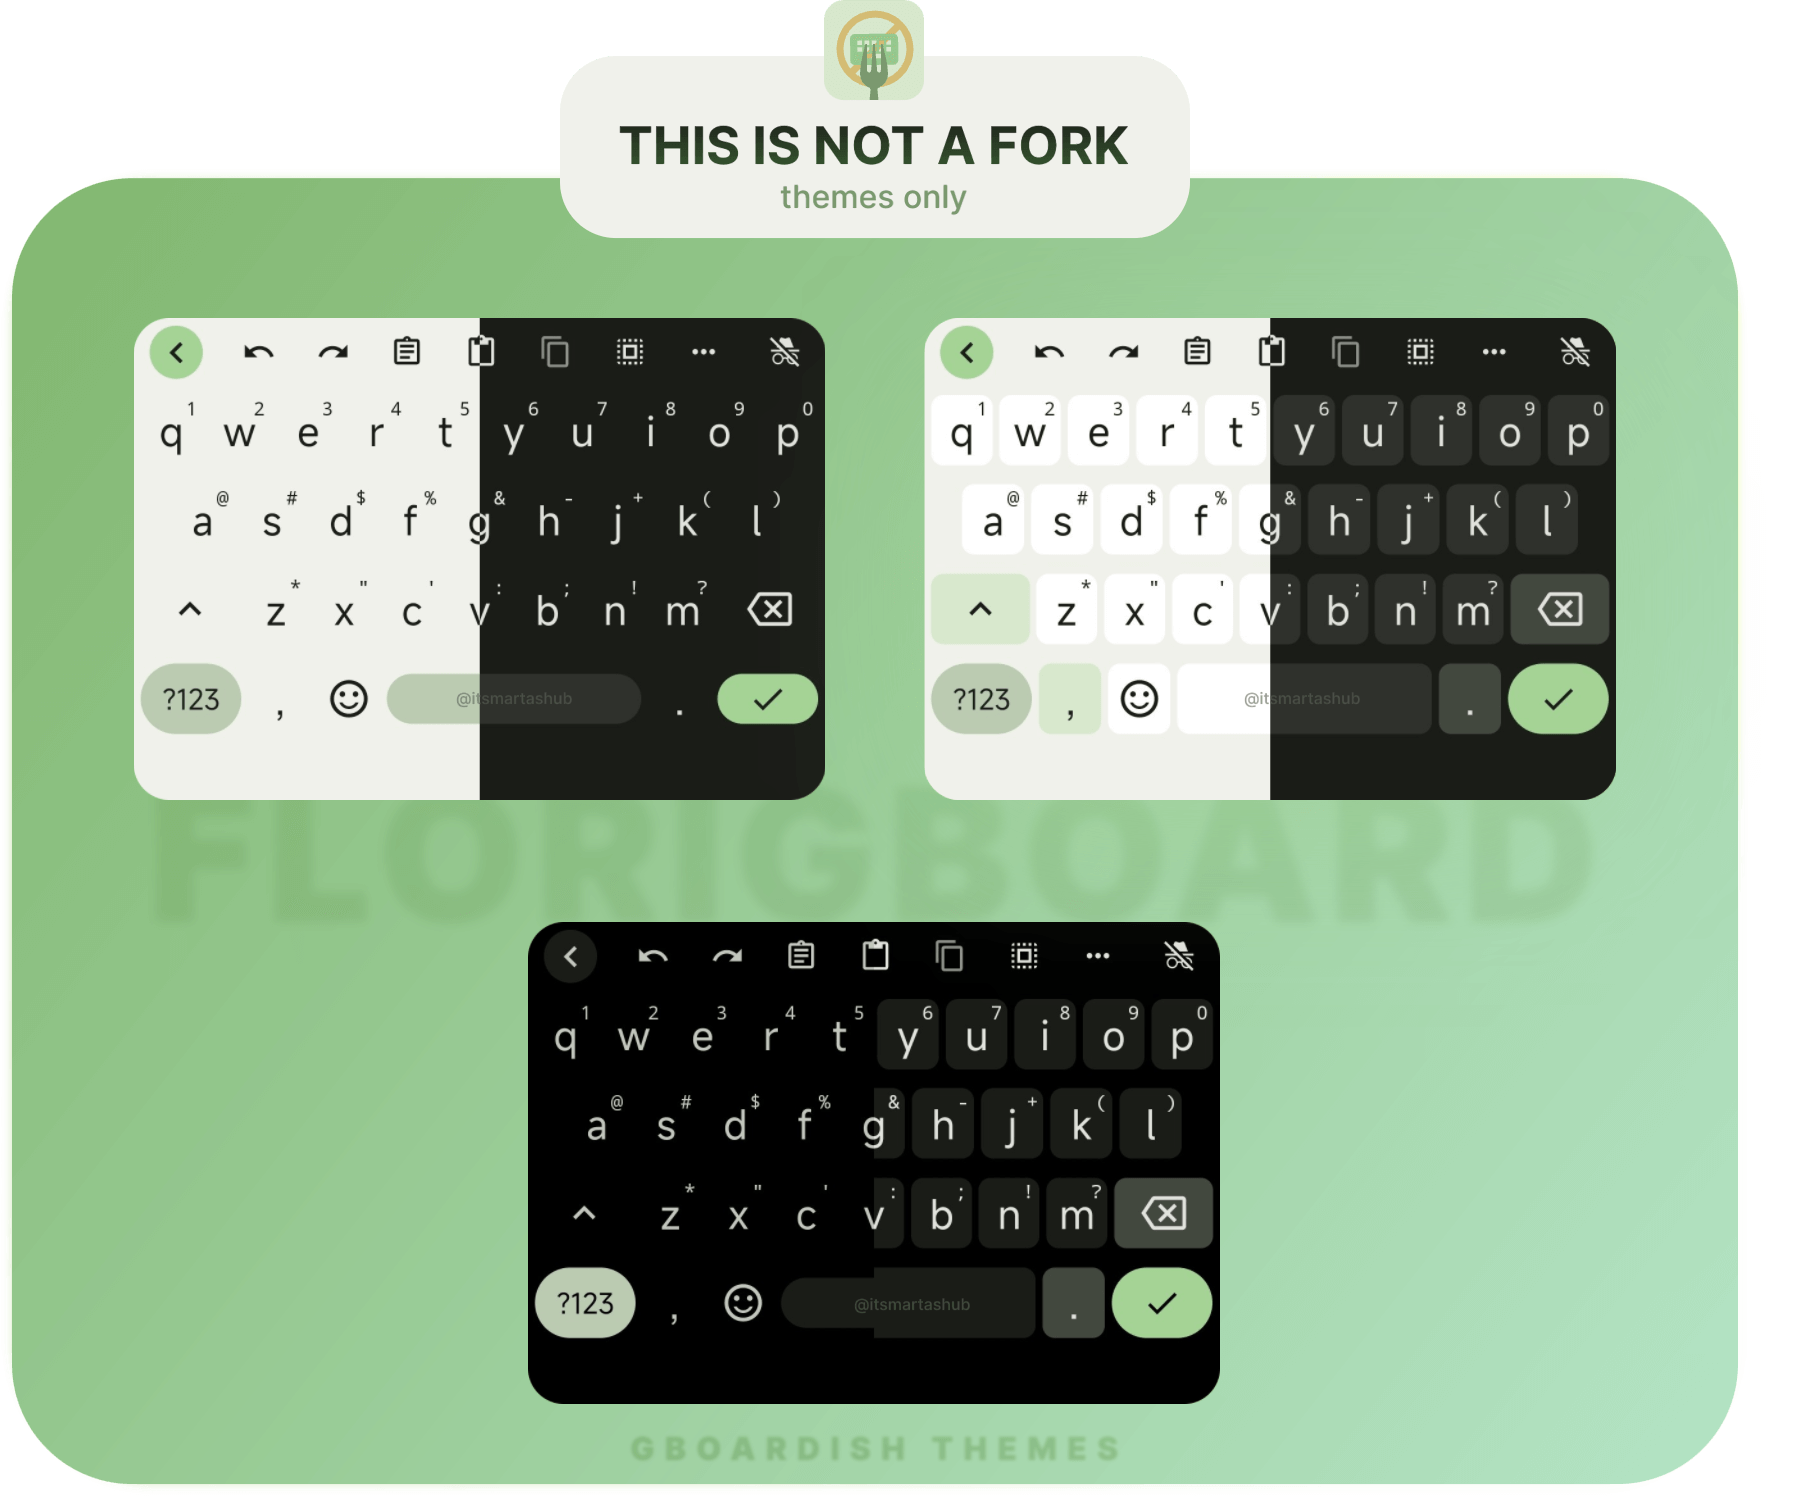 THIS IS NOT A FORK
themes only
q 1 w 2 e 3 r 4 t 5 y 6 u 7 i 8 o 9 p 0
a @ s # d $ f % g & h - j + k ( l )
z * x " c ' v : b ; n ! m ?
?123 , @itsmartashub .
q 1 w 2 e 3 r 4 t 5 y 6 u 7 i 8 o 9 p 0
a @ s # d $ f % g & h - j + k ( l )
z * x " c ' v : b ; n ! m ?
?123 , @itsmartashub .
FLORIGBOARD
q 1 w 2 e 3 r 4 t 5 y 6 u 7 i 8 o 9 p 0
a @ s # d $ f % g & h - j + k ( l )
z * x " c ' v : b ; n ! m ?
?123 , @itsmartashub .
GBOARDISH THEMES